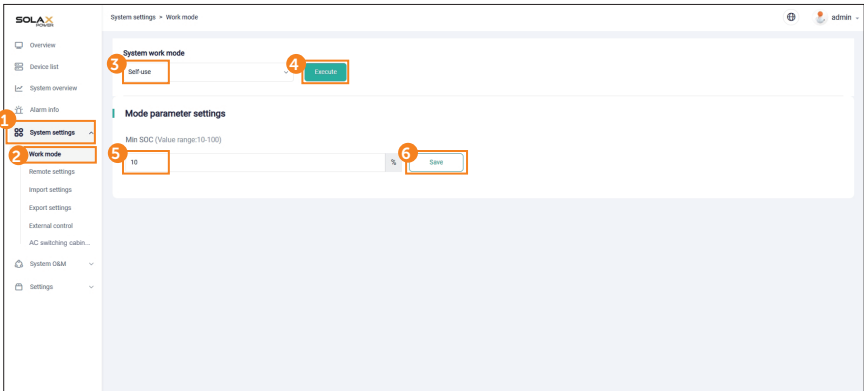 SOLAX
POWER
System settings > Work mode
admin
Overview
Device list
System overview
Alarm info
1
System settings
2
Work mode
Remote settings
Import settings
Export settings
External control
AC switching cabin...
System O&M
Settings
System work mode
3
Self-use
4
Execute
Mode parameter settings
Min SOC (Value range:10-100)
5
10
%
6
Save